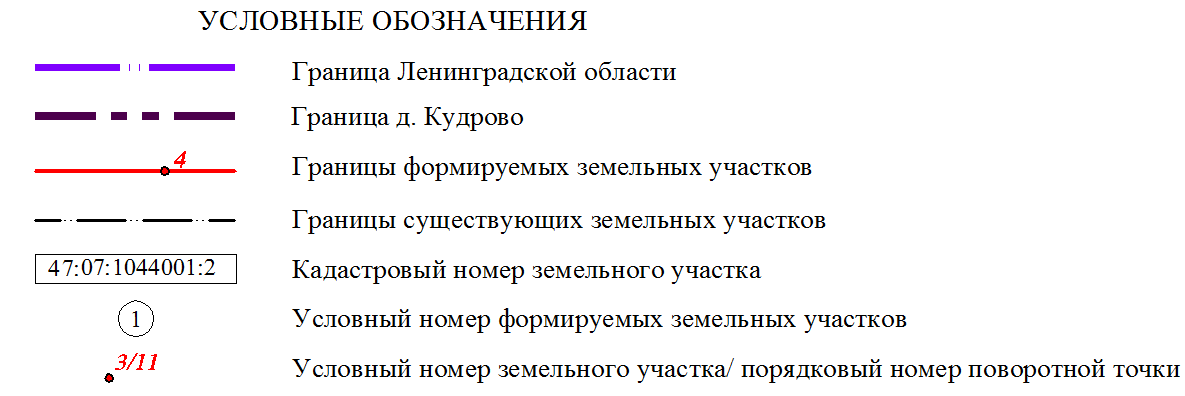 УСЛОВНЫЕ ОБОЗНАЧЕНИЯ
Граница Ленинградской области
Граница д. Кудрово
4 Границы формируемых земельных участков
Границы существующих земельных участков
47:07:1044001:2 Кадастровый номер земельного участка
1 Условный номер формируемых земельных участков
3/11 Условный номер земельного участка/ порядковый номер поворотной точки